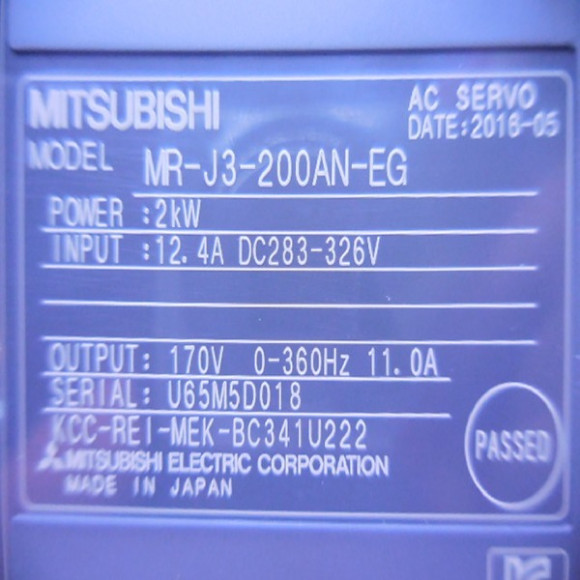 MITSUBISHI
AC SERVO
DATE:2016-05
MODEL MR-J3-200AN-EG
POWER :2kW
INPUT :12.4A DC283-326V
OUTPUT: 170V 0-360Hz 11.0A
SERIAL: U65M5D018
KCC-REI-MEK-BC341U222
PASSED
MITSUBISHI ELECTRIC CORPORATION
MADE IN JAPAN